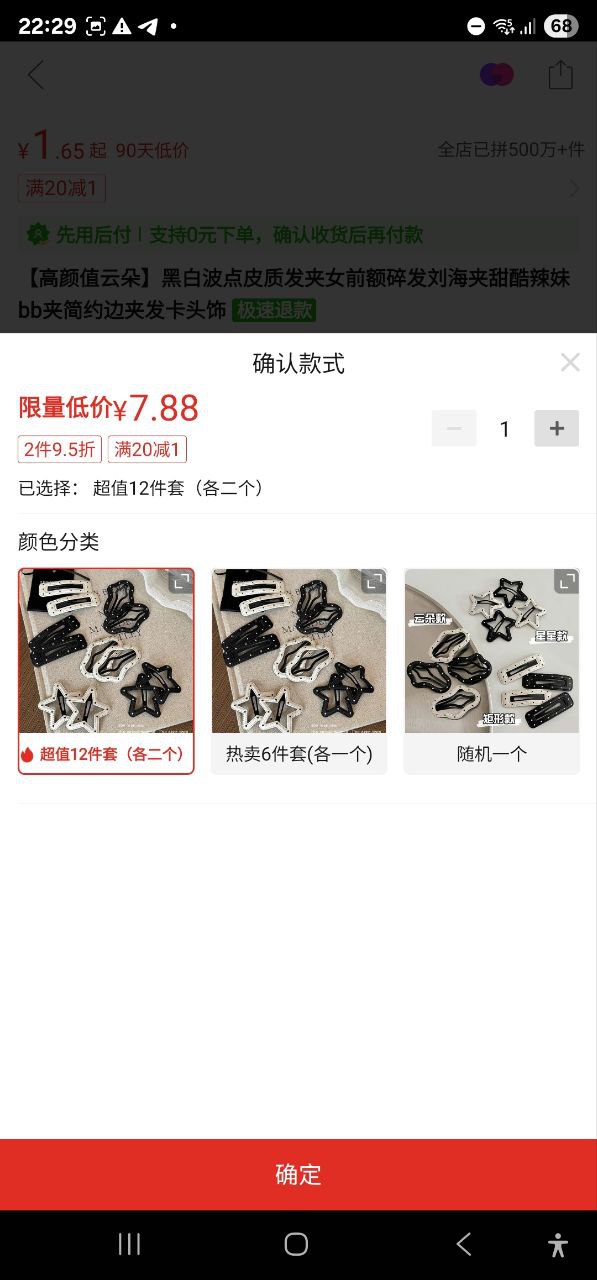 22:29
68
¥1.65起 90天低价
全店已拼500万+件
满20减1
先用后付 | 支持0元下单，确认收货后再付款
【高颜值云朵】黑白波点皮质发夹女前额碎发刘海夹甜酷辣妹
bb夹简约边夹发卡头饰 极速退款
确认款式
限量低价¥7.88
1
2件9.5折 满20减1
已选择： 超值12件套（各二个）
颜色分类
云朵款
星星款
矩形款
超值12件套（各二个）
热卖6件套(各一个)
随机一个
确定